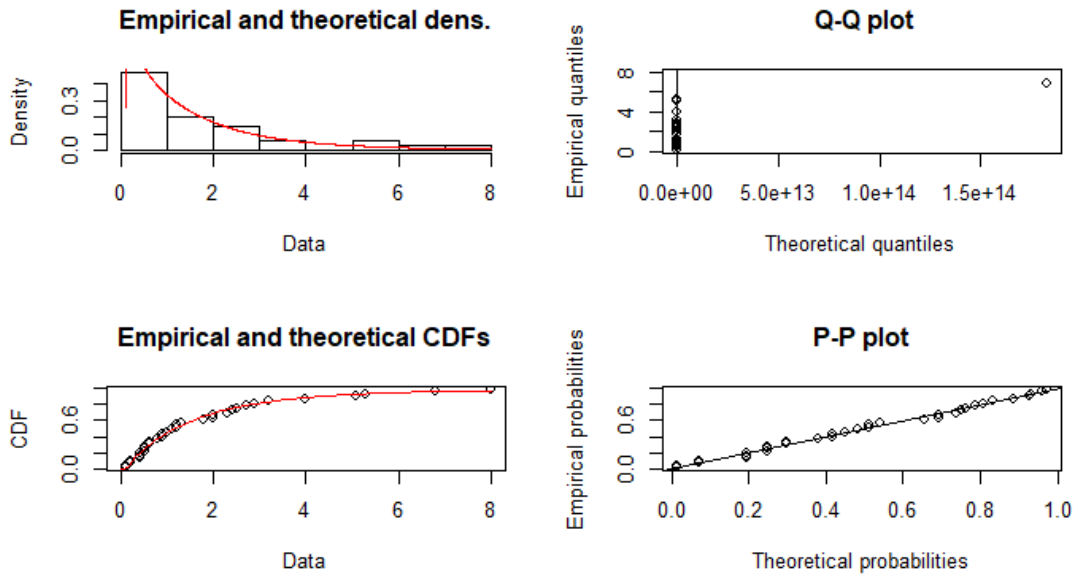 Empirical and theoretical dens.
Density
0.0
0.3
0 2 4 6 8
Data
Q-Q plot
Empirical quantiles
0 4 8
0.0e+00 5.0e+13 1.0e+14 1.5e+14
Theoretical quantiles
Empirical and theoretical CDFs
CDF
0.0 0.6
0 2 4 6 8
Data
P-P plot
Empirical probabilities
0.0 0.6
0.0 0.2 0.4 0.6 0.8 1.0
Theoretical probabilities